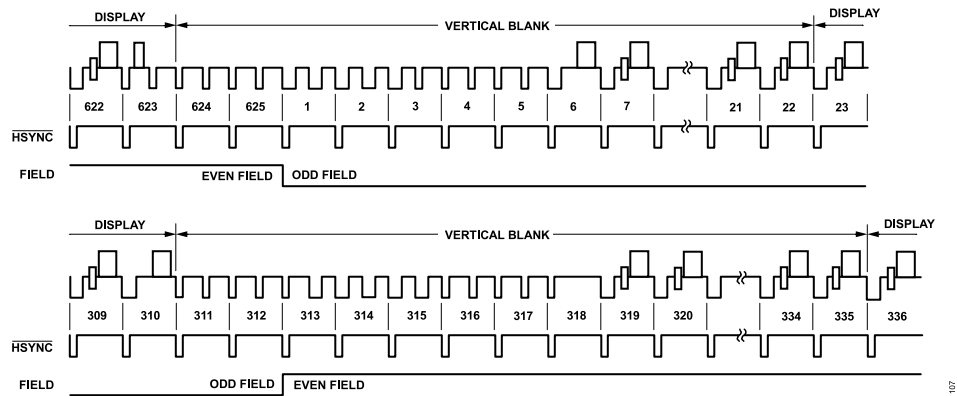 DISPLAY VERTICAL BLANK DISPLAY
622 623 624 625 1 2 3 4 5 6 7 21 22 23
HSYNC
FIELD EVEN FIELD ODD FIELD
DISPLAY VERTICAL BLANK DISPLAY
309 310 311 312 313 314 315 316 317 318 319 320 334 335 336
HSYNC
FIELD ODD FIELD EVEN FIELD
107